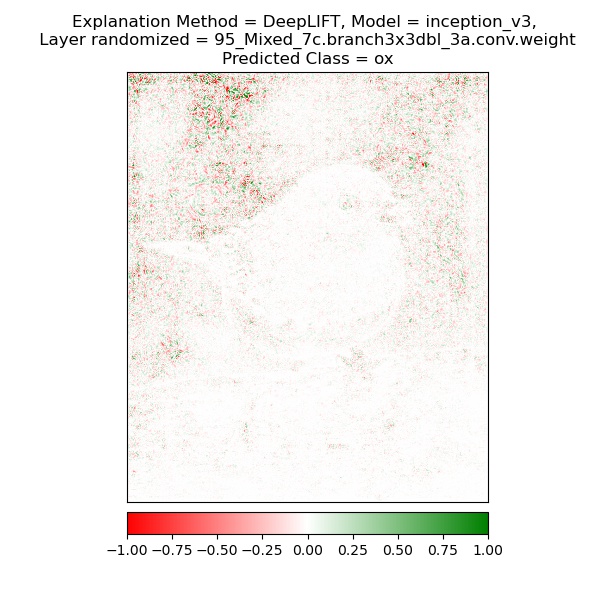 Explanation Method = DeepLIFT, Model = inception_v3,
Layer randomized = 95_Mixed_7c.branch3x3dbl_3a.conv.weight
Predicted Class = ox
−1.00 −0.75 −0.50 −0.25 0.00 0.25 0.50 0.75 1.00